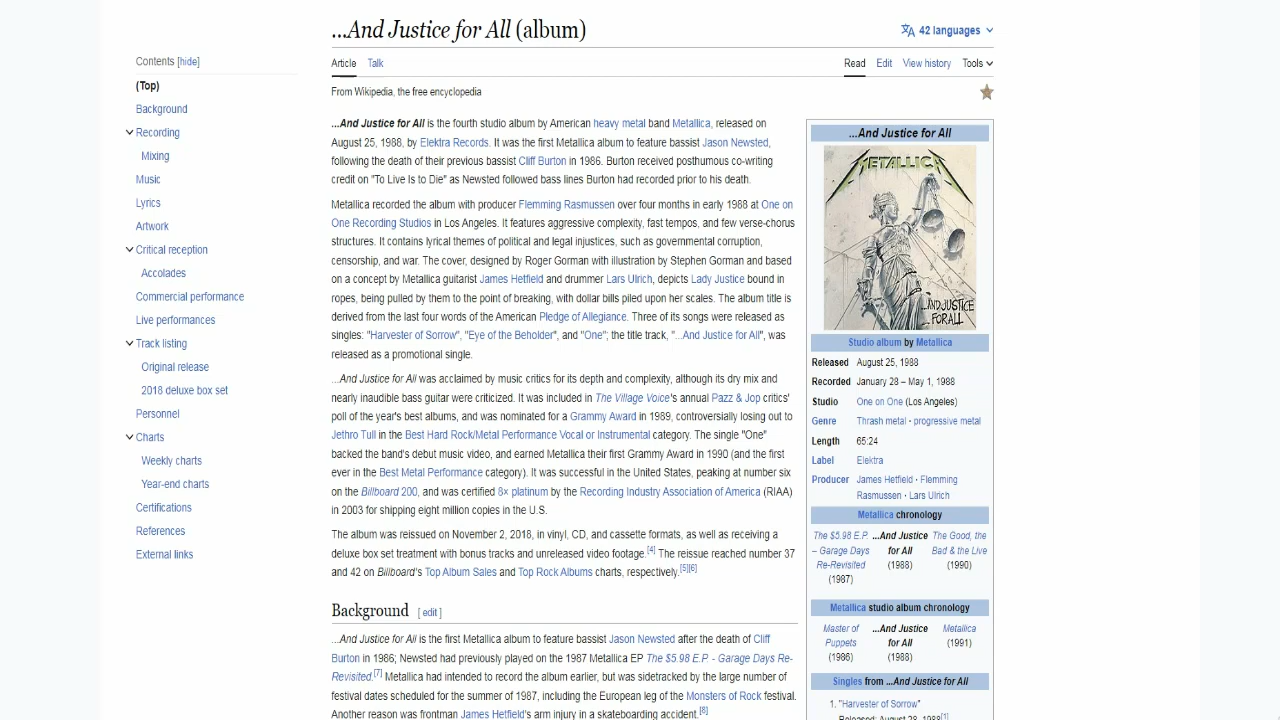 ...And Justice for All (album)
42 languages
Contents [hide]
Article Talk
Read Edit View history Tools
(Top)
Background
Recording
Mixing
Music
Lyrics
Artwork
Critical reception
Accolades
Commercial performance
Live performances
Track listing
Original release
2018 deluxe box set
Personnel
Charts
Weekly charts
Year-end charts
Certifications
References
External links
From Wikipedia, the free encyclopedia
...And Justice for All is the fourth studio album by American heavy metal band Metallica, released on
August 25, 1988, by Elektra Records. It was the first Metallica album to feature bassist Jason Newsted,
following the death of their previous bassist Cliff Burton in 1986. Burton received posthumous co-writing
credit on "To Live Is to Die" as Newsted followed bass lines Burton had recorded prior to his death.
Metallica recorded the album with producer Flemming Rasmussen over four months in early 1988 at One on
One Recording Studios in Los Angeles. It features aggressive complexity, fast tempos, and few verse-chorus
structures. It contains lyrical themes of political and legal injustices, such as governmental corruption,
censorship, and war. The cover, designed by Roger Gorman with illustration by Stephen Gorman and based
on a concept by Metallica guitarist James Hetfield and drummer Lars Ulrich, depicts Lady Justice bound in
ropes, being pulled by them to the point of breaking, with dollar bills piled upon her scales. The album title is
derived from the last four words of the American Pledge of Allegiance. Three of its songs were released as
singles: "Harvester of Sorrow", "Eye of the Beholder", and "One"; the title track, "...And Justice for All", was
released as a promotional single.
...And Justice for All was acclaimed by music critics for its depth and complexity, although its dry mix and
nearly inaudible bass guitar were criticized. It was included in The Village Voice's annual Pazz & Jop critics'
poll of the year's best albums, and was nominated for a Grammy Award in 1989, controversially losing out to
Jethro Tull in the Best Hard Rock/Metal Performance Vocal or Instrumental category. The single "One"
backed the band's debut music video, and earned Metallica their first Grammy Award in 1990 (and the first
ever in the Best Metal Performance category). It was successful in the United States, peaking at number six
on the Billboard 200, and was certified 8x platinum by the Recording Industry Association of America (RIAA)
in 2003 for shipping eight million copies in the U.S.
The album was reissued on November 2, 2018, in vinyl, CD, and cassette formats, as well as receiving a
deluxe box set treatment with bonus tracks and unreleased video footage.[4] The reissue reached number 37
and 42 on Billboard's Top Album Sales and Top Rock Albums charts, respectively.[5][6]
Background [ edit ]
...And Justice for All is the first Metallica album to feature bassist Jason Newsted after the death of Cliff
Burton in 1986; Newsted had previously played on the 1987 Metallica EP The $5.98 E.P. - Garage Days Re-
Revisited.[7] Metallica had intended to record the album earlier, but was sidetracked by the large number of
festival dates scheduled for the summer of 1987, including the European leg of the Monsters of Rock festival.
Another reason was frontman James Hetfield's arm injury in a skateboarding accident.[8]
...And Justice for All
METALLICA
...AND JUSTICE
FOR ALL
Studio album by Metallica
Released August 25, 1988
Recorded January 28 – May 1, 1988
Studio One on One (Los Angeles)
Genre Thrash metal · progressive metal
Length 65:24
Label Elektra
Producer James Hetfield · Flemming
Rasmussen · Lars Ulrich
Metallica chronology
The $5.98 E.P. ...And Justice The Good, the
– Garage Days for All Bad & the Live
Re-Revisited (1988) (1990)
(1987)
Metallica studio album chronology
Master of ...And Justice Metallica
Puppets for All (1991)
(1986) (1988)
Singles from ...And Justice for All
1. "Harvester of Sorrow"
Released: August 28, 1988[1]